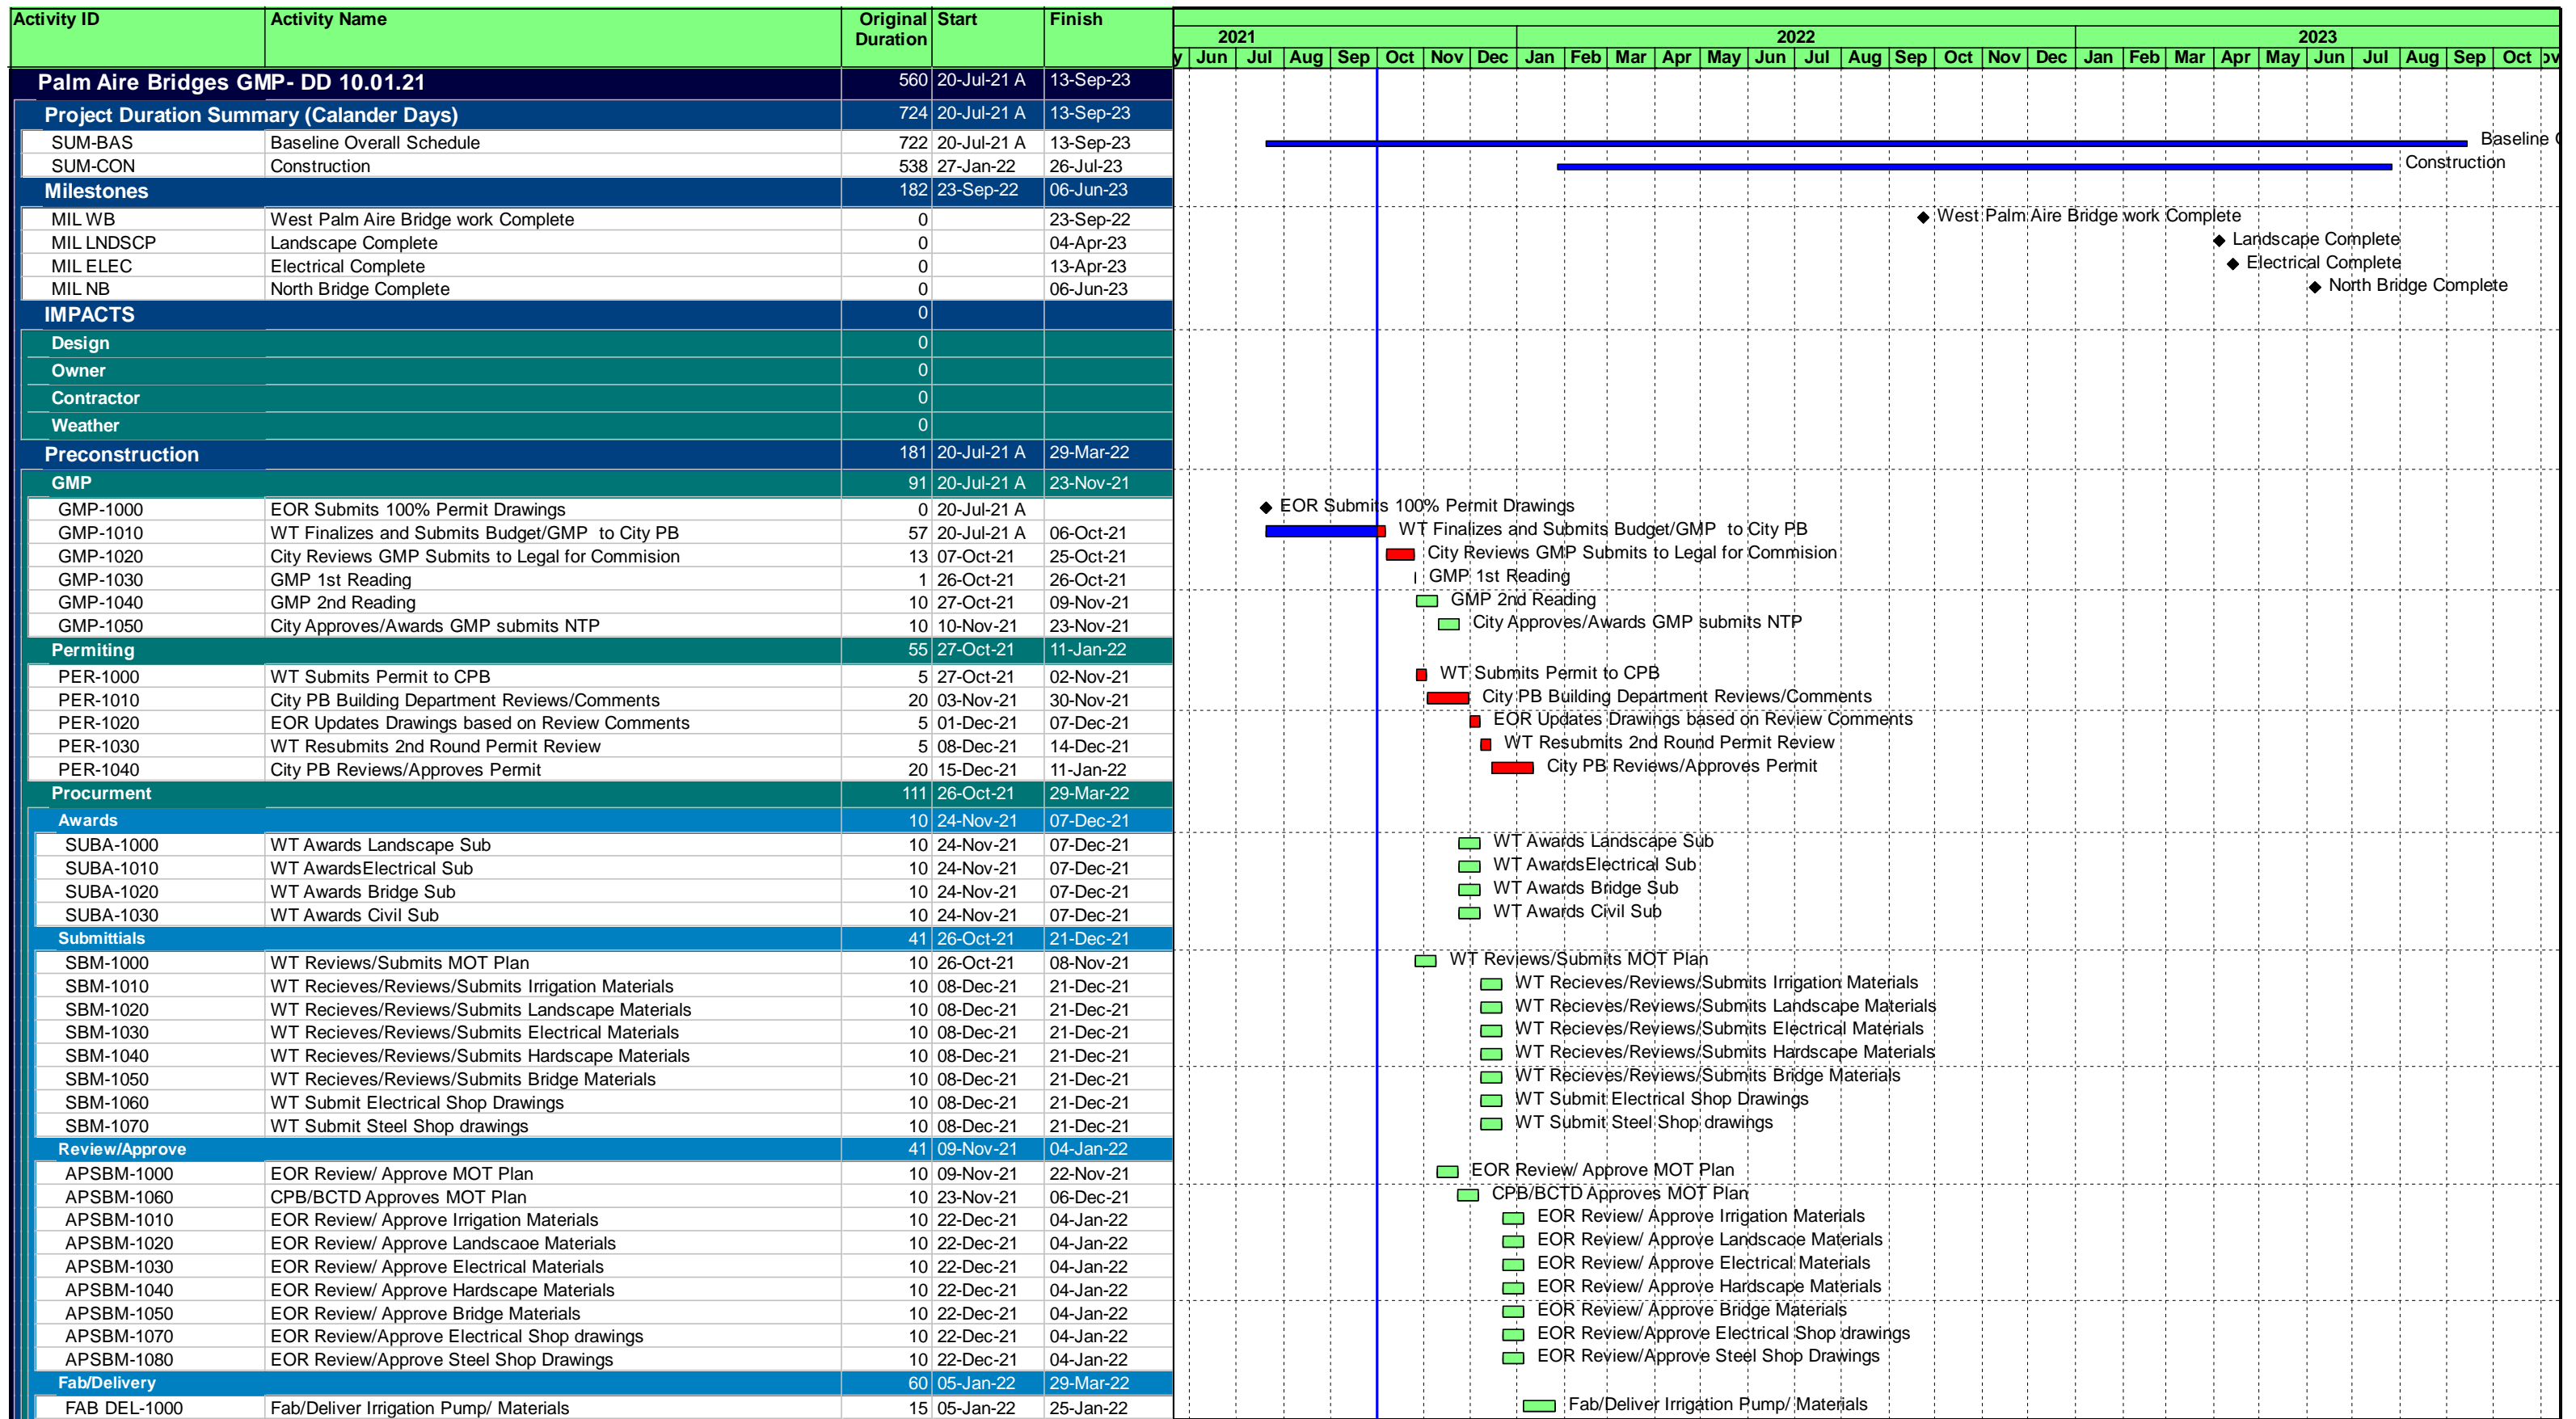 Activity ID Activity Name Original Duration Start Finish
2021 2022 2023
Jun Jul Aug Sep Oct Nov Dec Jan Feb Mar Apr May Jun Jul Aug Sep Oct Nov Dec Jan Feb Mar Apr May Jun Jul Aug Sep Oct
Palm Aire Bridges GMP- DD 10.01.21 560 20-Jul-21 A 13-Sep-23
Project Duration Summary (Calander Days) 724 20-Jul-21 A 13-Sep-23
SUM-BAS Baseline Overall Schedule 722 20-Jul-21 A 13-Sep-23 Baseline
SUM-CON Construction 538 27-Jan-22 26-Jul-23 Construction
Milestones 182 23-Sep-22 06-Jun-23
MIL WB West Palm Aire Bridge work Complete 0 23-Sep-22 West Palm Aire Bridge work Complete
MIL LNDSCP Landscape Complete 0 04-Apr-23 Landscape Complete
MIL ELEC Electrical Complete 0 13-Apr-23 Electrical Complete
MIL NB North Bridge Complete 0 06-Jun-23 North Bridge Complete
IMPACTS 0
Design 0
Owner 0
Contractor 0
Weather 0
Preconstruction 181 20-Jul-21 A 29-Mar-22
GMP 91 20-Jul-21 A 23-Nov-21
GMP-1000 EOR Submits 100% Permit Drawings 0 20-Jul-21 A EOR Submits 100% Permit Drawings
GMP-1010 WT Finalizes and Submits Budget/GMP to City PB 57 20-Jul-21 A 06-Oct-21 WT Finalizes and Submits Budget/GMP to City PB
GMP-1020 City Reviews GMP Submits to Legal for Commision 13 07-Oct-21 25-Oct-21 City Reviews GMP Submits to Legal for Commision
GMP-1030 GMP 1st Reading 1 26-Oct-21 26-Oct-21 GMP 1st Reading
GMP-1040 GMP 2nd Reading 10 27-Oct-21 09-Nov-21 GMP 2nd Reading
GMP-1050 City Approves/Awards GMP submits NTP 10 10-Nov-21 23-Nov-21 City Approves/Awards GMP submits NTP
Permiting 55 27-Oct-21 11-Jan-22
PER-1000 WT Submits Permit to CPB 5 27-Oct-21 02-Nov-21 WT Submits Permit to CPB
PER-1010 City PB Building Department Reviews/Comments 20 03-Nov-21 30-Nov-21 City PB Building Department Reviews/Comments
PER-1020 EOR Updates Drawings based on Review Comments 5 01-Dec-21 07-Dec-21 EOR Updates Drawings based on Review Comments
PER-1030 WT Resubmits 2nd Round Permit Review 5 08-Dec-21 14-Dec-21 WT Resubmits 2nd Round Permit Review
PER-1040 City PB Reviews/Approves Permit 20 15-Dec-21 11-Jan-22 City PB Reviews/Approves Permit
Procurment 111 26-Oct-21 29-Mar-22
Awards 10 24-Nov-21 07-Dec-21
SUBA-1000 WT Awards Landscape Sub 10 24-Nov-21 07-Dec-21 WT Awards Landscape Sub
SUBA-1010 WT AwardsElectrical Sub 10 24-Nov-21 07-Dec-21 WT AwardsElectrical Sub
SUBA-1020 WT Awards Bridge Sub 10 24-Nov-21 07-Dec-21 WT Awards Bridge Sub
SUBA-1030 WT Awards Civil Sub 10 24-Nov-21 07-Dec-21 WT Awards Civil Sub
Submittials 41 26-Oct-21 21-Dec-21
SBM-1000 WT Reviews/Submits MOT Plan 10 26-Oct-21 08-Nov-21 WT Reviews/Submits MOT Plan
SBM-1010 WT Recieves/Reviews/Submits Irrigation Materials 10 08-Dec-21 21-Dec-21 WT Recieves/Reviews/Submits Irrigation Materials
SBM-1020 WT Recieves/Reviews/Submits Landscape Materials 10 08-Dec-21 21-Dec-21 WT Recieves/Reviews/Submits Landscape Materials
SBM-1030 WT Recieves/Reviews/Submits Electrical Materials 10 08-Dec-21 21-Dec-21 WT Recieves/Reviews/Submits Electrical Materials
SBM-1040 WT Recieves/Reviews/Submits Hardscape Materials 10 08-Dec-21 21-Dec-21 WT Recieves/Reviews/Submits Hardscape Materials
SBM-1050 WT Recieves/Reviews/Submits Bridge Materials 10 08-Dec-21 21-Dec-21 WT Recieves/Reviews/Submits Bridge Materials
SBM-1060 WT Submit Electrical Shop Drawings 10 08-Dec-21 21-Dec-21 WT Submit Electrical Shop Drawings
SBM-1070 WT Submit Steel Shop drawings 10 08-Dec-21 21-Dec-21 WT Submit Steel Shop drawings
Review/Approve 41 09-Nov-21 04-Jan-22
APSBM-1000 EOR Review/ Approve MOT Plan 10 09-Nov-21 22-Nov-21 EOR Review/ Approve MOT Plan
APSBM-1060 CPB/BCTD Approves MOT Plan 10 23-Nov-21 06-Dec-21 CPB/BCTD Approves MOT Plan
APSBM-1010 EOR Review/ Approve Irrigation Materials 10 22-Dec-21 04-Jan-22 EOR Review/ Approve Irrigation Materials
APSBM-1020 EOR Review/ Approve Landscaoe Materials 10 22-Dec-21 04-Jan-22 EOR Review/ Approve Landscaoe Materials
APSBM-1030 EOR Review/ Approve Electrical Materials 10 22-Dec-21 04-Jan-22 EOR Review/ Approve Electrical Materials
APSBM-1040 EOR Review/ Approve Hardscape Materials 10 22-Dec-21 04-Jan-22 EOR Review/ Approve Hardscape Materials
APSBM-1050 EOR Review/ Approve Bridge Materials 10 22-Dec-21 04-Jan-22 EOR Review/ Approve Bridge Materials
APSBM-1070 EOR Review/Approve Electrical Shop drawings 10 22-Dec-21 04-Jan-22 EOR Review/Approve Electrical Shop drawings
APSBM-1080 EOR Review/Approve Steel Shop Drawings 10 22-Dec-21 04-Jan-22 EOR Review/Approve Steel Shop Drawings
Fab/Delivery 60 05-Jan-22 29-Mar-22
FAB DEL-1000 Fab/Deliver Irrigation Pump/ Materials 15 05-Jan-22 25-Jan-22 Fab/Deliver Irrigation Pump/ Materials